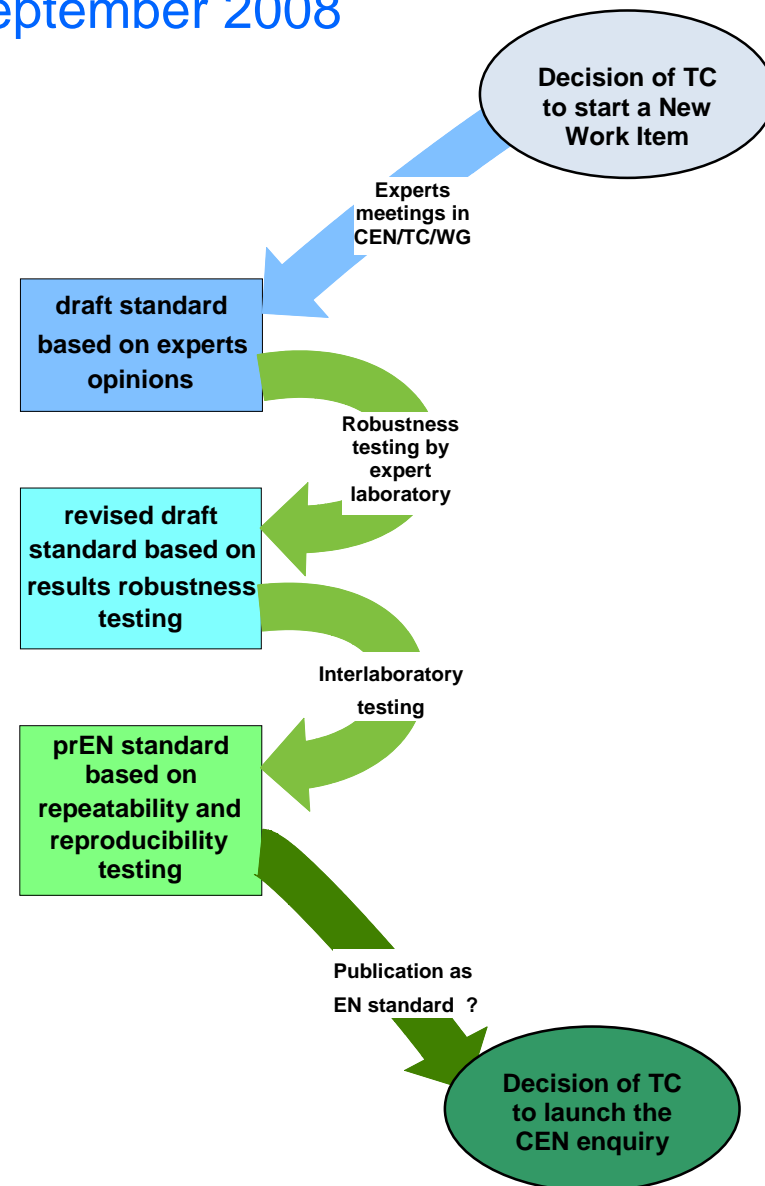 2008
Decision of TC
to start a New
Work Item
Experts
meetings in
CEN/TC/WG
draft standard
based on experts
opinions
Robustness
testing by
expert
laboratory
revised draft
standard based on
results robustness
testing
Interlaboratory
testing
prEN standard
based on
repeatability and
reproducibility
testing
Publication as
EN standard ?
Decision of TC
to launch the
CEN enquiry